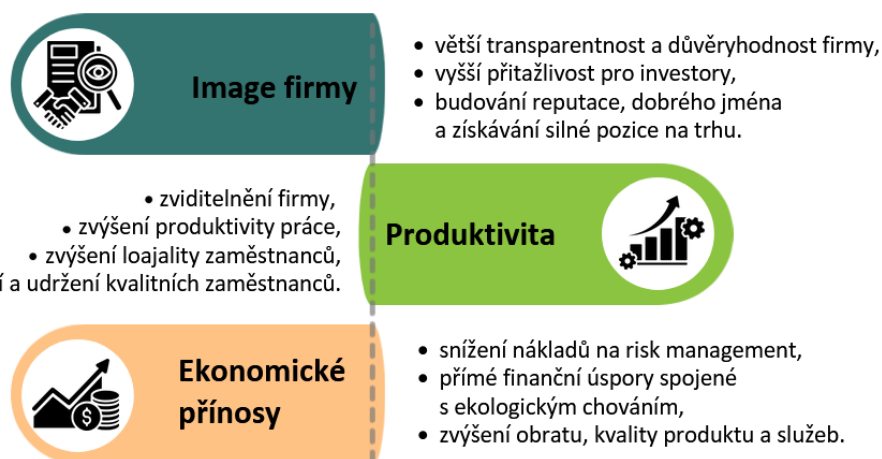 Image firmy
• větší transparentnost a důvěryhodnost firmy,
• vyšší přitažlivost pro investory,
• budování reputace, dobrého jména
a získávání silné pozice na trhu.
• zviditelnění firmy,
• zvýšení produktivity práce,
• zvýšení loajality zaměstnanců,
a udržení kvalitních zaměstnanců.
Produktivita
Ekonomické
přínosy
• snížení nákladů na risk management,
• přímé finanční úspory spojené
s ekologickým chováním,
• zvýšení obratu, kvality produktu a služeb.